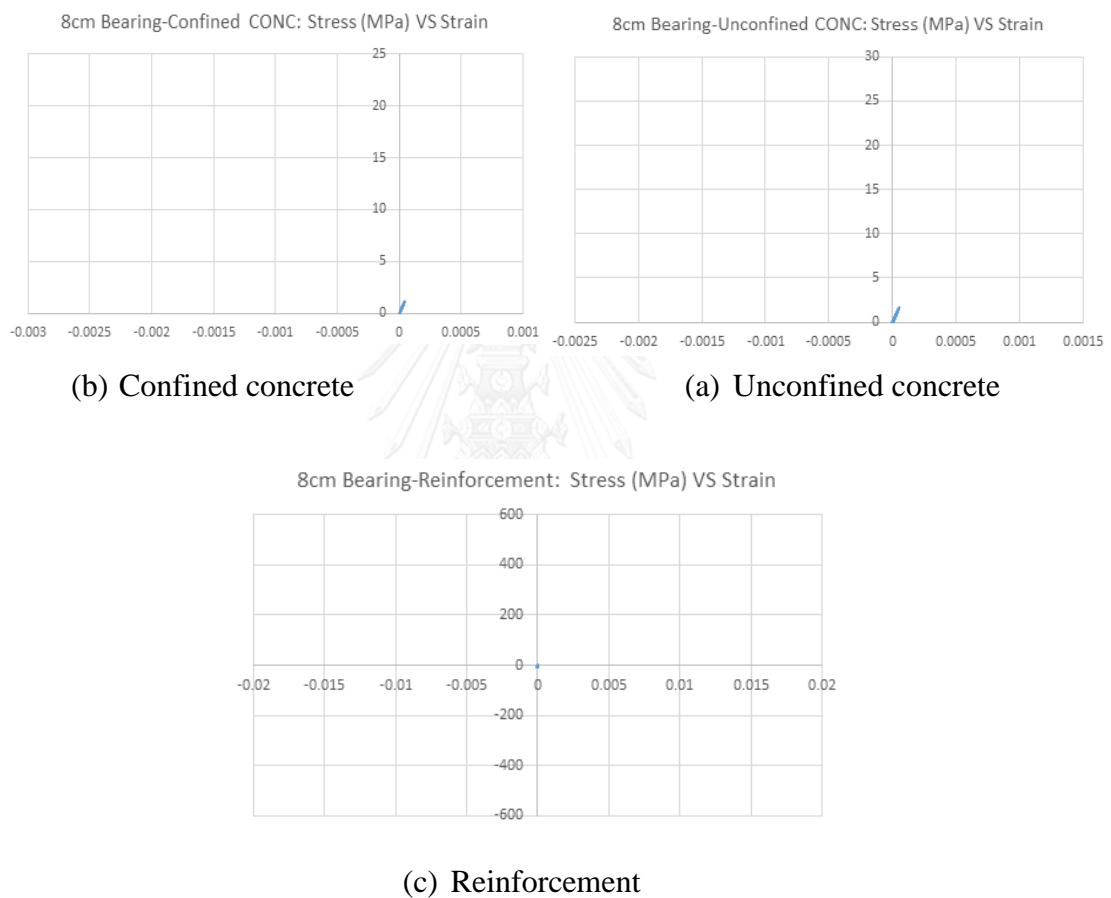 8cm Bearing-Confined CONC: Stress (MPa) VS Strain
25
20
15
10
5
0
-0.003 -0.0025 -0.002 -0.0015 -0.001 -0.0005 0 0.0005 0.001
(b) Confined concrete
8cm Bearing-Unconfined CONC: Stress (MPa) VS Strain
30
25
20
15
10
5
0
-0.0025 -0.002 -0.0015 -0.001 -0.0005 0 0.0005 0.001 0.0015
(a) Unconfined concrete
8cm Bearing-Reinforcement: Stress (MPa) VS Strain
600
400
200
0
-0.02 -0.015 -0.01 -0.005 0 0.005 0.01 0.015 0.02
-200
-400
-600
(c) Reinforcement